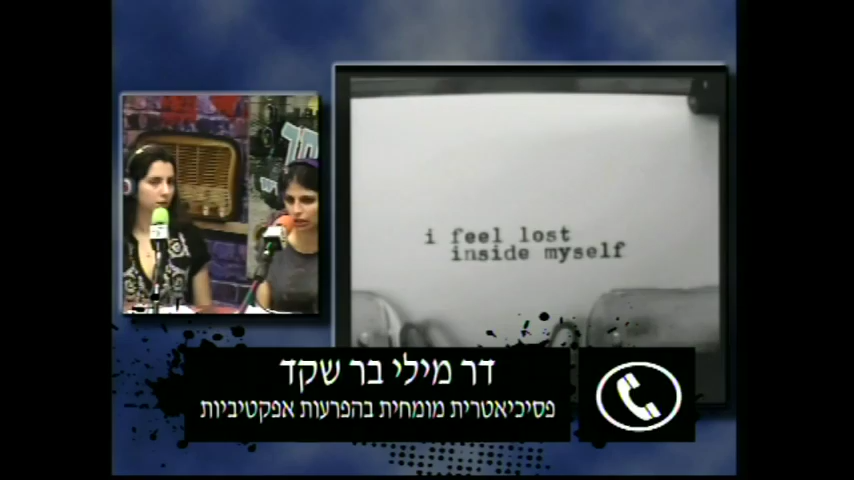 i feel lost
inside myself
דר מילי בר שקד
פסיכיאטרית מומחית בהפרעות אפקטיביות